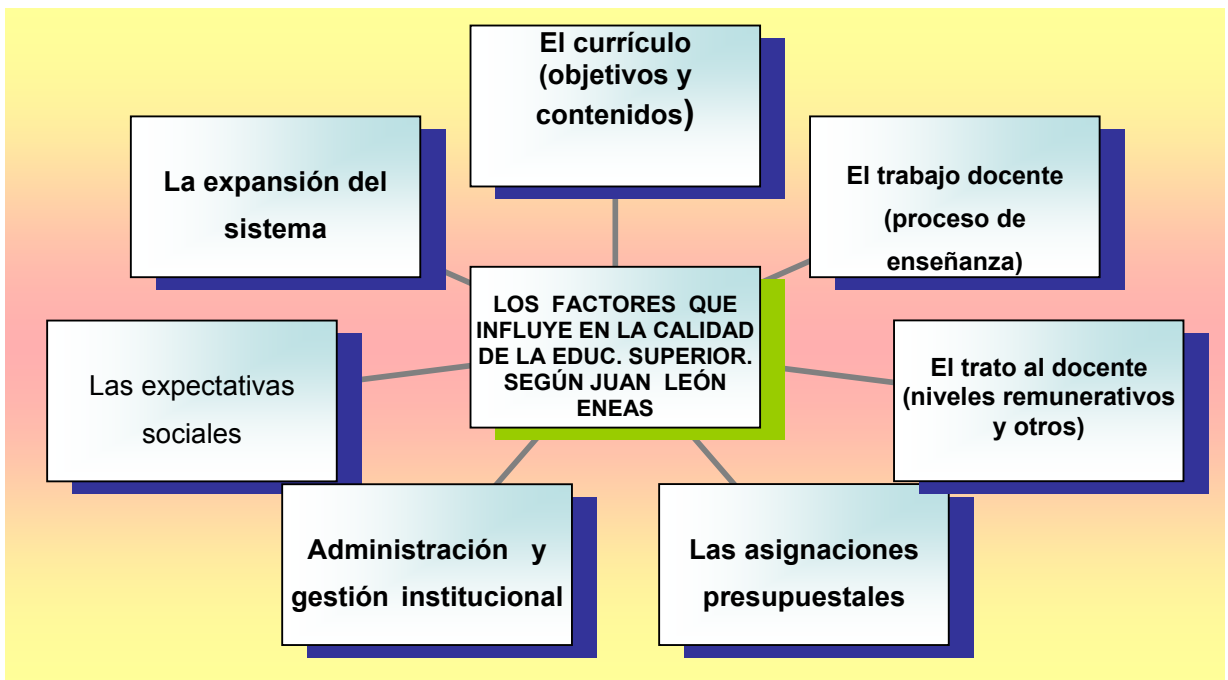 El currículo
(objetivos y
contenidos)
La expansión del
sistema
El trabajo docente
(proceso de
enseñanza)
LOS FACTORES QUE
INFLUYE EN LA CALIDAD
DE LA EDUC. SUPERIOR.
SEGÚN JUAN LEÓN
ENEAS
Las expectativas
sociales
El trato al docente
(niveles remunerativos
y otros)
Administración y
gestión institucional
Las asignaciones
presupuestales